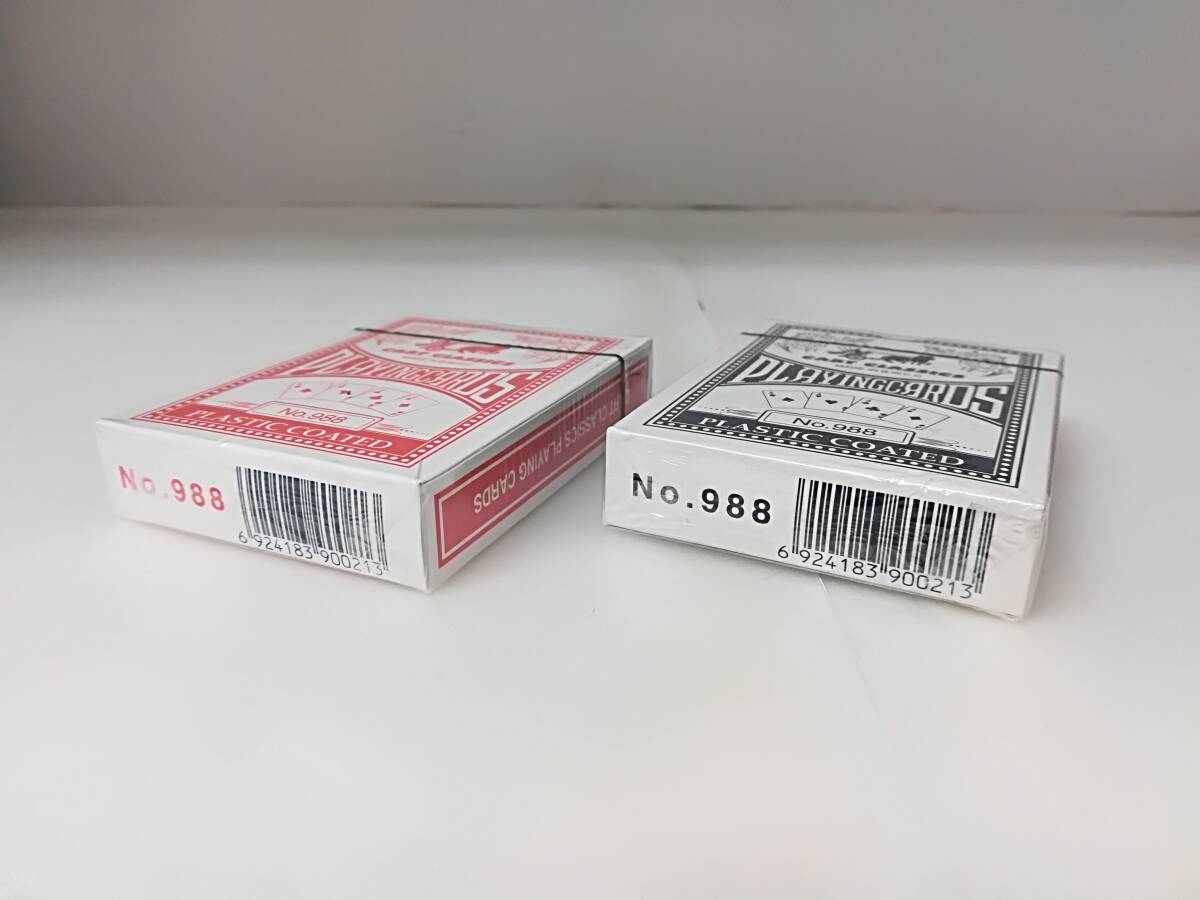 PLAYINGCARDS
No.988
PLASTIC COATED
No.988
6 924183 900213
CLASSICS PLAYING CARDS
CLASSICS
PLAYINGCARDS
No.988
PLASTIC COATED
No.988
6 924183 900213